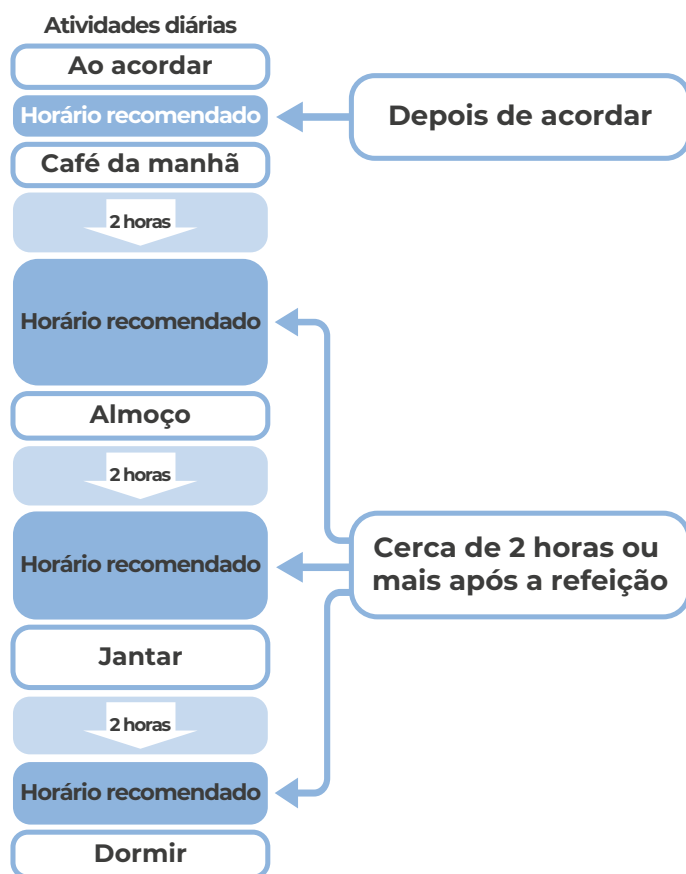 Atividades diárias
Ao acordar
Horário recomendado
Depois de acordar
Café da manhã
2 horas
Horário recomendado
Almoço
2 horas
Horário recomendado
Cerca de 2 horas ou
mais após a refeição
Jantar
2 horas
Horário recomendado
Dormir